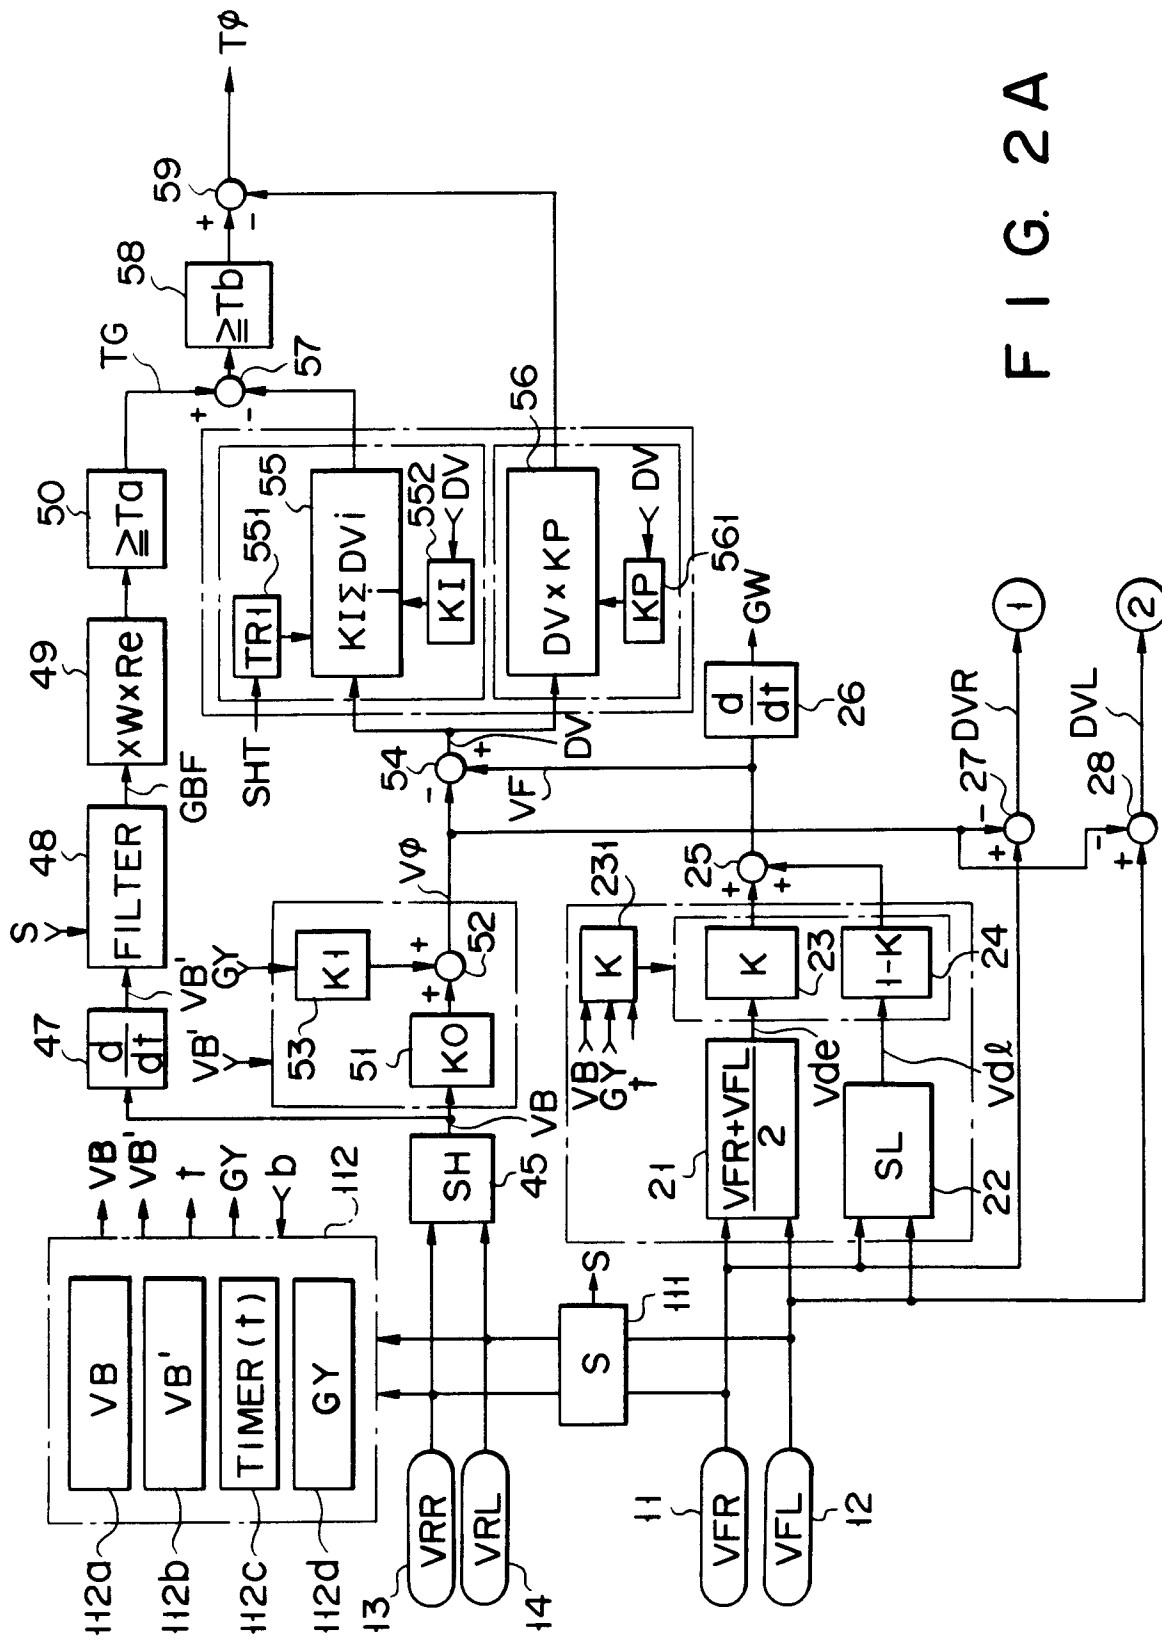 112a
VB
112b
VB'
112c
TIMER(t)
112d
GY
VB
VB'
t
GY
b
112
13
VRR
14
VRL
SH
45
VB
47
d
dt
VB'
S
FILTER
48
GBF
49
×W×Re
50
≧Ta
TG
+
-
57
≧Tb
58
+
-
59
Tφ
VB'
GY
53
K1
51
K0
+
+
52
Vφ
-
+
54
DV
VF
SHT
TR1
551
KIΣDVi
i
55
KI
552
DV
DV×KP
56
KP
561
DV
S
111
S
11
VFR
12
VFL
21
VFR+VFL
2
22
SL
Vde
Vdℓ
VB
GY
t
K
231
K
23
1-K
24
+
+
25
d
dt
26
GW
+
-
27
DVR
1
+
-
28
DVL
2
FIG. 2A